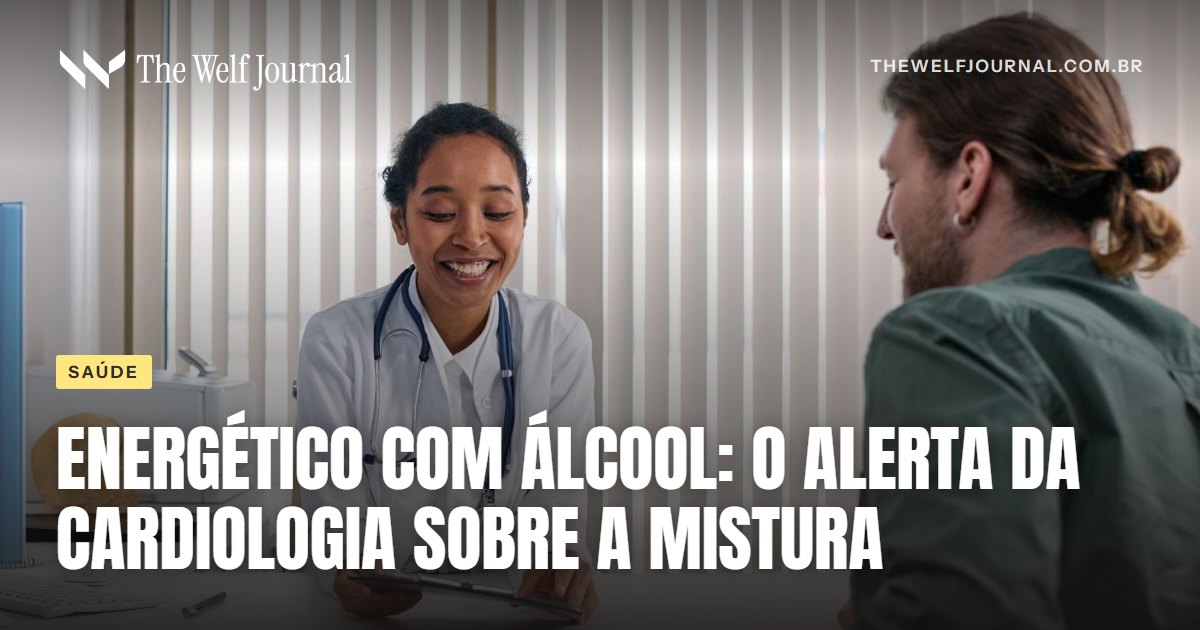 The Welf Journal
THEWELFJOURNAL.COM.BR
SAÚDE
ENERGÉTICO COM ÁLCOOL: O ALERTA DA
CARDIOLOGIA SOBRE A MISTURA